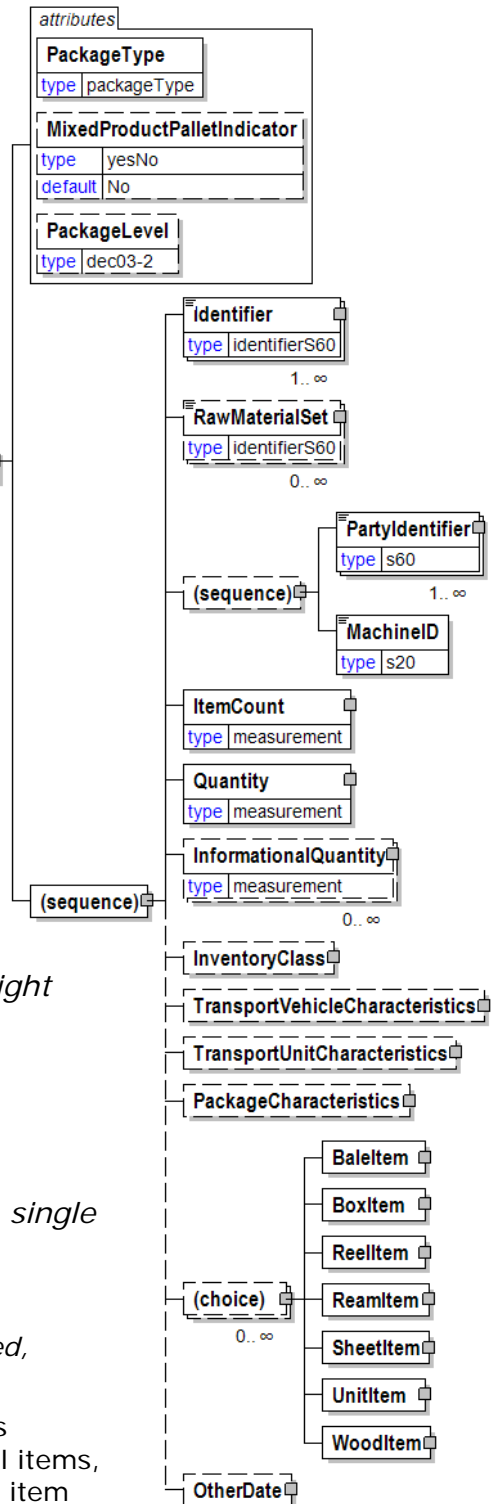 attributes
PackageType
type packageType
MixedProductPalletIndicator
type yesNo
default No
PackageLevel
type dec03-2
Identifier
type identifierS60
1.. ∞
RawMaterialSet
type identifierS60
0.. ∞
(sequence)
PartyIdentifier
type s60
1.. ∞
MachineID
type s20
ItemCount
type measurement
Quantity
type measurement
InformationalQuantity
type measurement
0.. ∞
(sequence)
InventoryClass
ight
TransportVehicleCharacteristics
TransportUnitCharacteristics
PackageCharacteristics
single
(choice)
0.. ∞
BaleItem
BoxItem
ReelItem
ReamItem
SheetItem
UnitItem
WoodItem
ed,
s
l items,
item
OtherDate